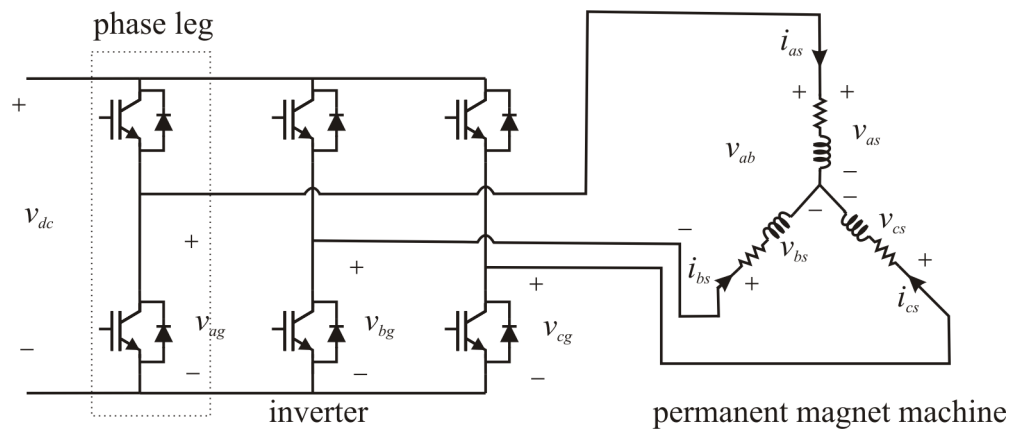 phase leg
i_as
+
+ +
v_ab
v_as
−
v_dc
+
− − −
v_cs
v_bs
+
+
i_bs
+
+
i_cs
v_ag
v_bg
v_cg
−
− − −
inverter
permanent magnet machine